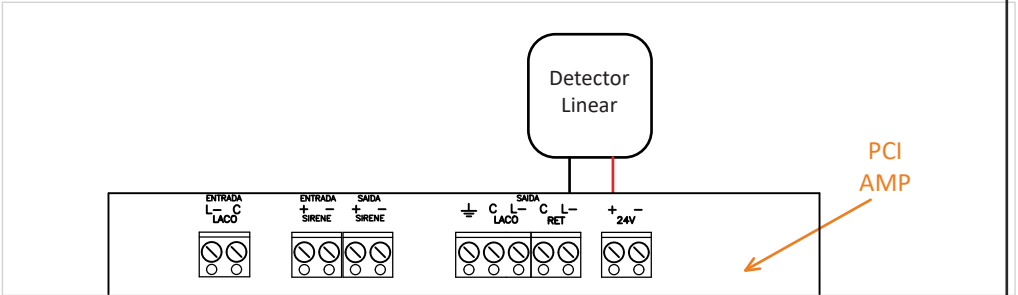 Detector
Linear
PCI
AMP
ENTRADA
L- C
LACO
ENTRADA
+ -
SIRENE
SAIDA
+ -
SIRENE
SAIDA
C L- C L-
LACO RET
+ -
24V